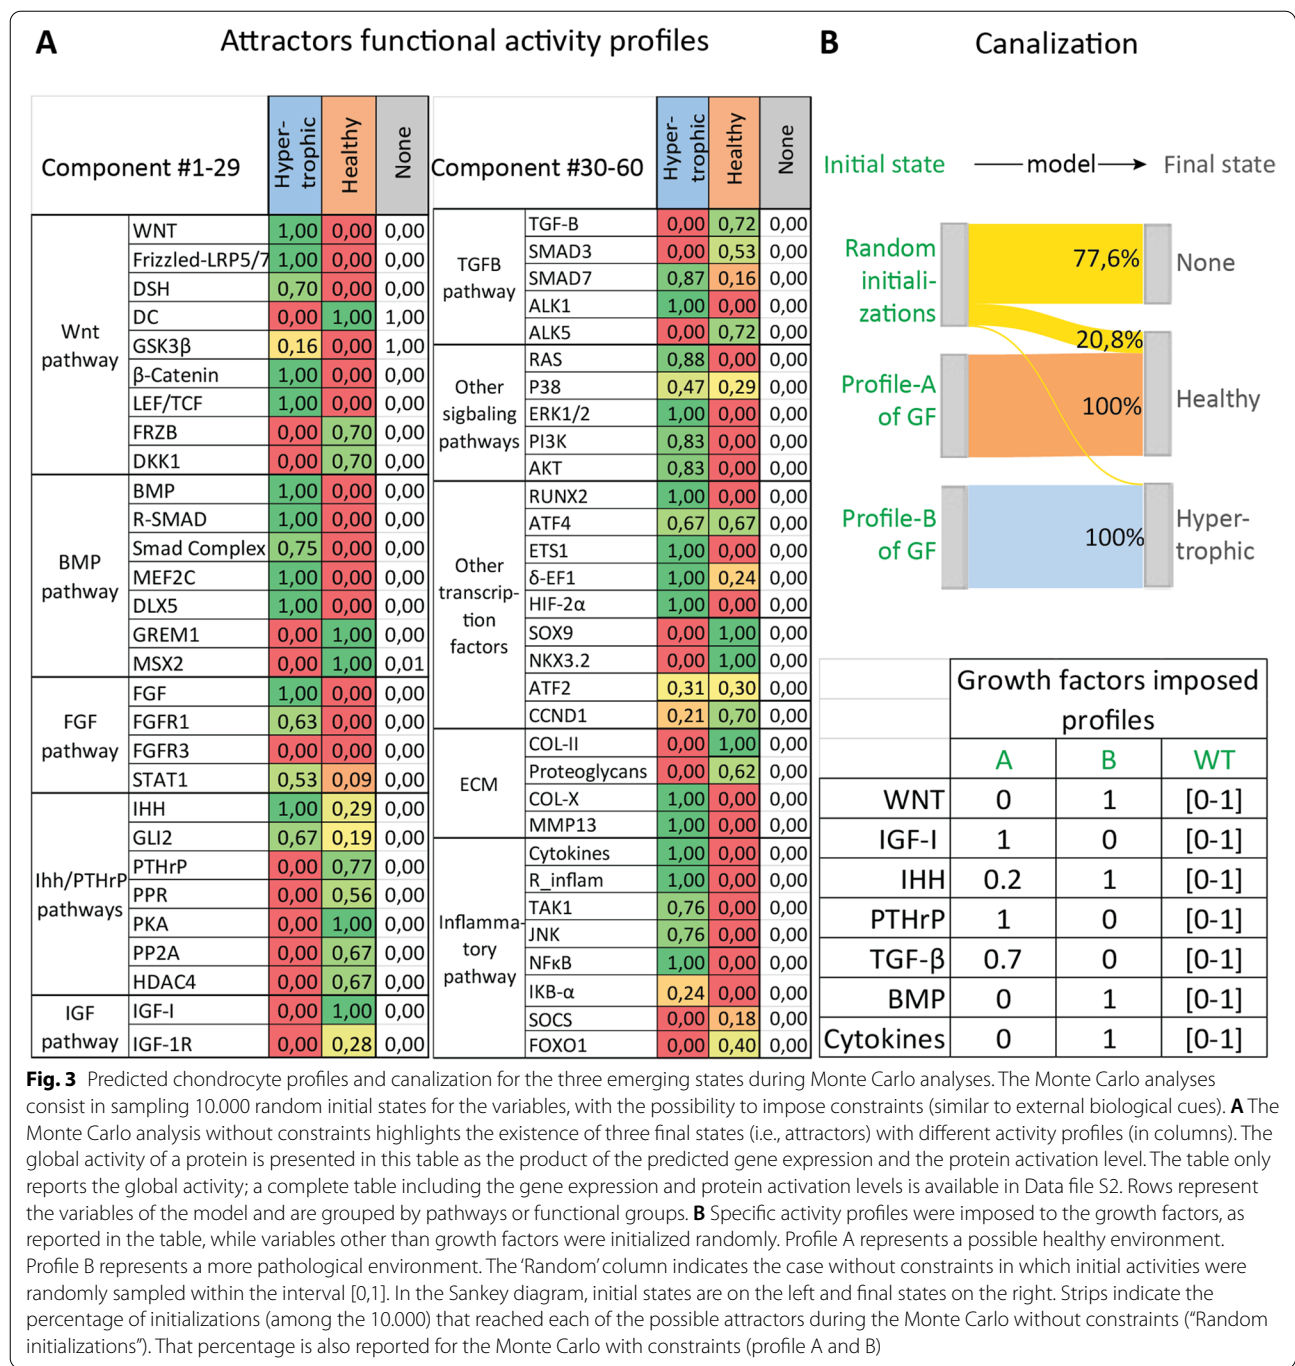 A Attractors functional activity profiles
Component #1-29 Hyper-trophic Healthy None
Wnt pathway
WNT 1,00 0,00 0,00
Frizzled-LRP5/7 1,00 0,00 0,00
DSH 0,70 0,00 0,00
DC 0,00 1,00 1,00
GSK3β 0,16 0,00 1,00
β-Catenin 1,00 0,00 0,00
LEF/TCF 1,00 0,00 0,00
FRZB 0,00 0,70 0,00
DKK1 0,00 0,70 0,00
BMP pathway
BMP 1,00 0,00 0,00
R-SMAD 1,00 0,00 0,00
Smad Complex 0,75 0,00 0,00
MEF2C 1,00 0,00 0,00
DLX5 1,00 0,00 0,00
GREM1 0,00 1,00 0,00
MSX2 0,00 1,00 0,01
FGF pathway
FGF 1,00 0,00 0,00
FGFR1 0,63 0,00 0,00
FGFR3 0,00 0,00 0,00
STAT1 0,53 0,09 0,00
Ihh/PTHrP pathways
IHH 1,00 0,29 0,00
GLI2 0,67 0,19 0,00
PTHrP 0,00 0,77 0,00
PPR 0,00 0,56 0,00
PKA 0,00 1,00 0,00
PP2A 0,00 0,67 0,00
HDAC4 0,00 0,67 0,00
IGF pathway
IGF-I 0,00 1,00 0,00
IGF-1R 0,00 0,28 0,00
Component #30-60 Hyper-trophic Healthy None
TGFB pathway
TGF-B 0,00 0,72 0,00
SMAD3 0,00 0,53 0,00
SMAD7 0,87 0,16 0,00
ALK1 1,00 0,00 0,00
ALK5 0,00 0,72 0,00
Other sigbaling pathways
RAS 0,88 0,00 0,00
P38 0,47 0,29 0,00
ERK1/2 1,00 0,00 0,00
PI3K 0,83 0,00 0,00
AKT 0,83 0,00 0,00
Other transcrip-tion factors
RUNX2 1,00 0,00 0,00
ATF4 0,67 0,67 0,00
ETS1 1,00 0,00 0,00
δ-EF1 1,00 0,24 0,00
HIF-2α 1,00 0,00 0,00
SOX9 0,00 1,00 0,00
NKX3.2 0,00 1,00 0,00
ATF2 0,31 0,30 0,00
CCND1 0,21 0,70 0,00
ECM
COL-II 0,00 1,00 0,00
Proteoglycans 0,00 0,62 0,00
COL-X 1,00 0,00 0,00
MMP13 1,00 0,00 0,00
Inflamma-tory pathway
Cytokines 1,00 0,00 0,00
R_inflam 1,00 0,00 0,00
TAK1 0,76 0,00 0,00
JNK 0,76 0,00 0,00
NFκB 1,00 0,00 0,00
IKB-α 0,24 0,00 0,00
SOCS 0,00 0,18 0,00
FOXO1 0,00 0,40 0,00
B Canalization
Initial state model Final state
Random initiali-zations
77,6% None
20,8%
Profile-A of GF
100% Healthy
Profile-B of GF
100% Hyper-trophic
Growth factors imposed
profiles
A B WT
WNT 0 1 [0-1]
IGF-I 1 0 [0-1]
IHH 0.2 1 [0-1]
PTHrP 1 0 [0-1]
TGF-β 0.7 0 [0-1]
BMP 0 1 [0-1]
Cytokines 0 1 [0-1]
Fig. 3 Predicted chondrocyte profiles and canalization for the three emerging states during Monte Carlo analyses. The Monte Carlo analyses
consist in sampling 10.000 random initial states for the variables, with the possibility to impose constraints (similar to external biological cues). A The
Monte Carlo analysis without constraints highlights the existence of three final states (i.e., attractors) with different activity profiles (in columns). The
global activity of a protein is presented in this table as the product of the predicted gene expression and the protein activation level. The table only
reports the global activity; a complete table including the gene expression and protein activation levels is available in Data file S2. Rows represent
the variables of the model and are grouped by pathways or functional groups. B Specific activity profiles were imposed to the growth factors, as
reported in the table, while variables other than growth factors were initialized randomly. Profile A represents a possible healthy environment.
Profile B represents a more pathological environment. The ‘Random’ column indicates the case without constraints in which initial activities were
randomly sampled within the interval [0,1]. In the Sankey diagram, initial states are on the left and final states on the right. Strips indicate the
percentage of initializations (among the 10.000) that reached each of the possible attractors during the Monte Carlo without constraints (“Random
initializations”). That percentage is also reported for the Monte Carlo with constraints (profile A and B)